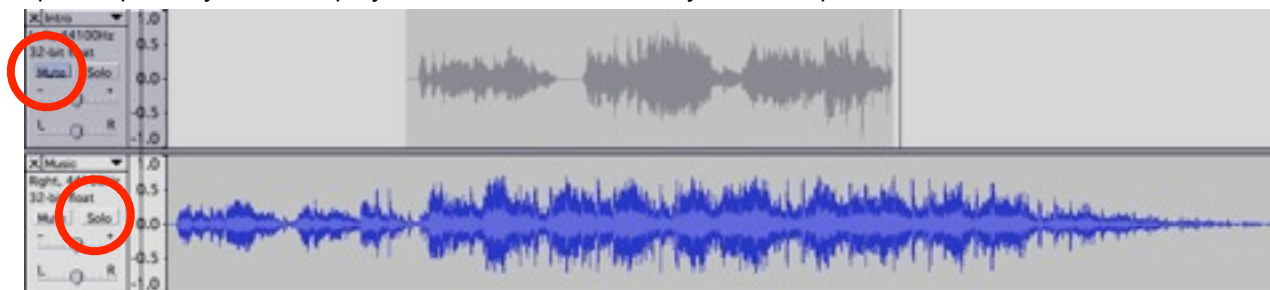 X Intro ▼ 1.0
44100Hz 0.5
32-bit float
Mute Solo 0.0
- +
-0.5
L R
-1.0
X Music ▼ 1.0
Right, 0.5
32-bit float
Mute Solo 0.0
- +
-0.5
L R
-1.0